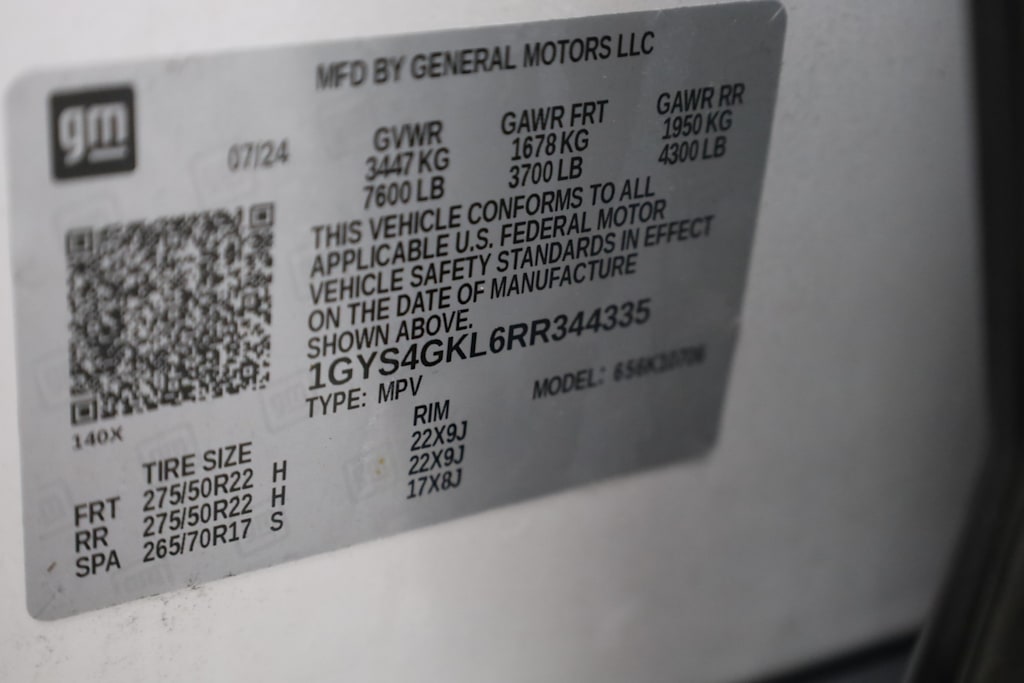 gm
MFD BY GENERAL MOTORS LLC
07/24
GVWR GAWR FRT GAWR RR
3447 KG 1678 KG 1950 KG
7600 LB 3700 LB 4300 LB
THIS VEHICLE CONFORMS TO ALL
APPLICABLE U.S. FEDERAL MOTOR
VEHICLE SAFETY STANDARDS IN EFFECT
ON THE DATE OF MANUFACTURE
SHOWN ABOVE.
1GYS4GKL6RR344335
TYPE: MPV MODEL:
140X
TIRE SIZE RIM
FRT 275/50R22 H 22X9J
RR 275/50R22 H 22X9J
SPA 265/70R17 S 17X8J